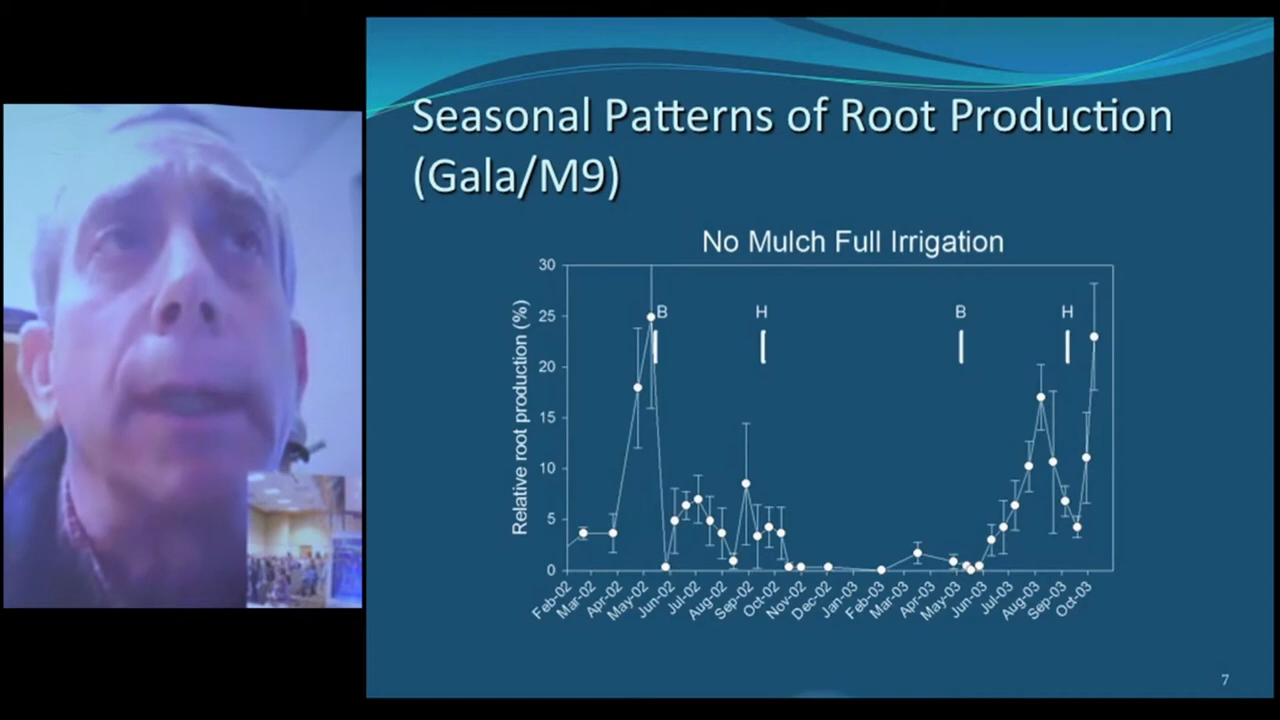 Seasonal Patterns of Root Production
(Gala/M9)
No Mulch Full Irrigation
Relative root production (%)
30
25
20
15
10
5
0
B
H
B
H
Feb-02
Mar-02
Apr-02
May-02
Jun-02
Jul-02
Aug-02
Sep-02
Oct-02
Nov-02
Dec-02
Jan-03
Feb-03
Mar-03
Apr-03
May-03
Jun-03
Jul-03
Aug-03
Sep-03
Oct-03
7